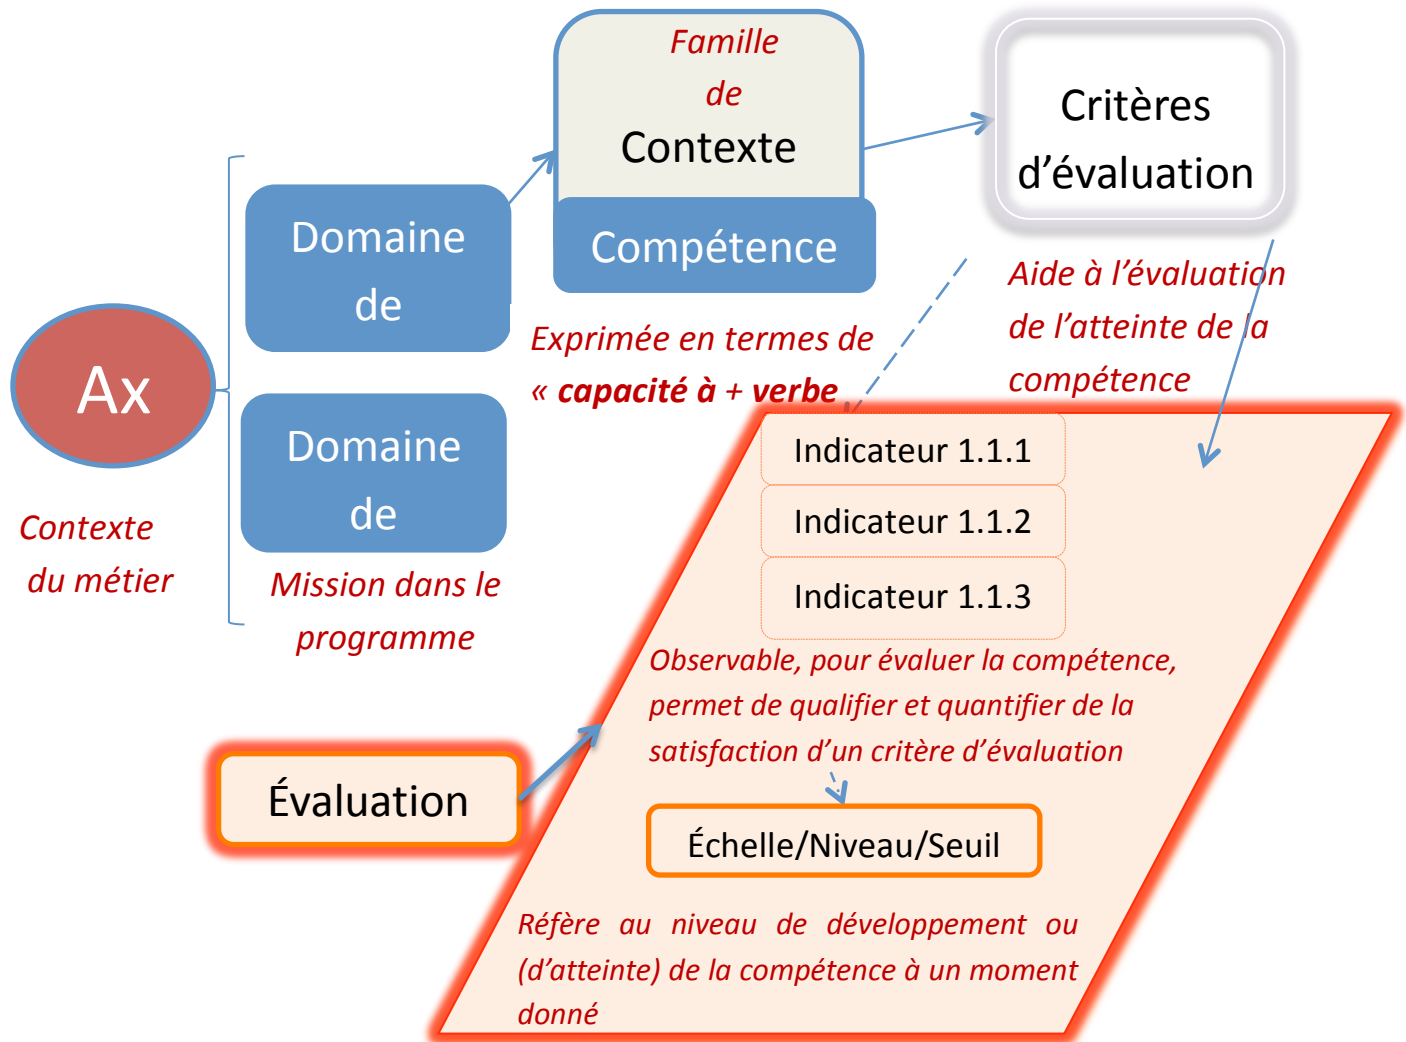 Famille
de
Contexte
Compétence
Critères
d’évaluation
Domaine
de
Ax
Domaine
de
Contexte
du métier
Mission dans le
programme
Exprimée en termes de
« capacité à + verbe
Aide à l’évaluation
de l’atteinte de la
compétence
Indicateur 1.1.1
Indicateur 1.1.2
Indicateur 1.1.3
Observable, pour évaluer la compétence,
permet de qualifier et quantifier de la
satisfaction d’un critère d’évaluation
Évaluation
Échelle/Niveau/Seuil
Réfère au niveau de développement ou
(d’atteinte) de la compétence à un moment
donné